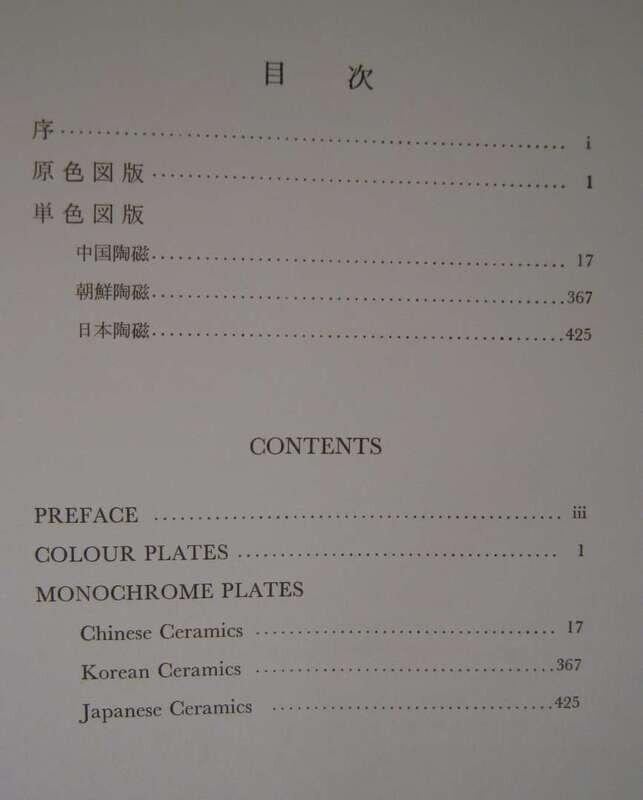 目 次
序 ........................................................ i
原色図版 ........................................................ 1
単色図版
中国陶磁 ........................................................ 17
朝鮮陶磁 ........................................................ 367
日本陶磁 ........................................................ 425
CONTENTS
PREFACE ........................................................ iii
COLOUR PLATES ........................................................ 1
MONOCHROME PLATES
Chinese Ceramics ........................................................ 17
Korean Ceramics ........................................................ 367
Japanese Ceramics ........................................................ 425